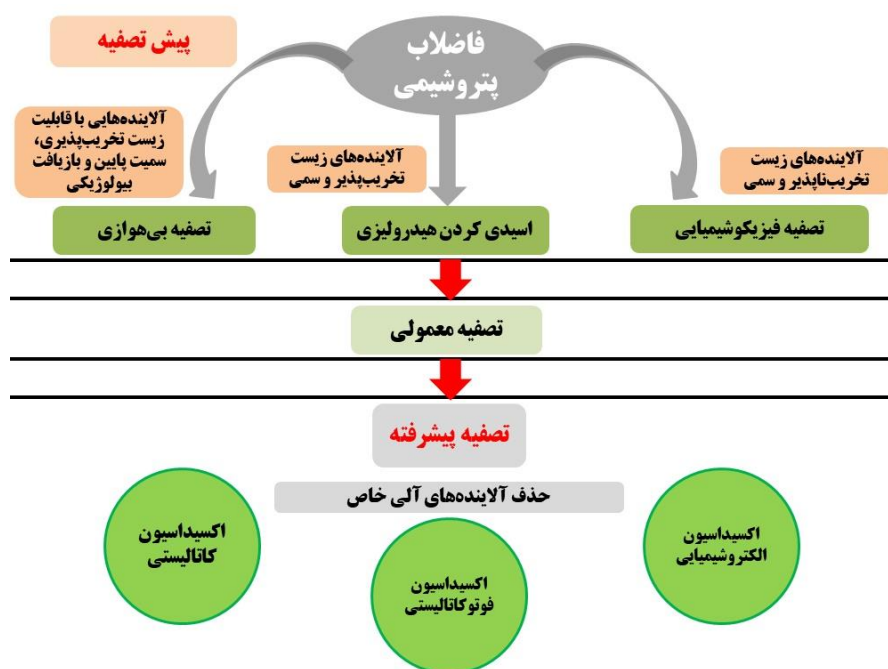 پیش تصفیه
فاضلاب
پتروشیمی
آلاینده‌های زیست
تخریب‌ناپذیر و سمی
آلاینده‌های زیست
تخریب‌پذیر و سمی
آلاینده‌هایی با قابلیت
زیست تخریب‌پذیری،
سمیت پایین و بازیافت
بیولوژیکی
تصفیه فیزیکوشیمیایی
اسیدی کردن هیدرولیزی
تصفیه بی‌هوازی
تصفیه معمولی
تصفیه پیشرفته
حذف آلاینده‌های آلی خاص
اکسیداسیون
الکتروشیمیایی
اکسیداسیون
فوتوکاتالیستی
اکسیداسیون
کاتالیستی